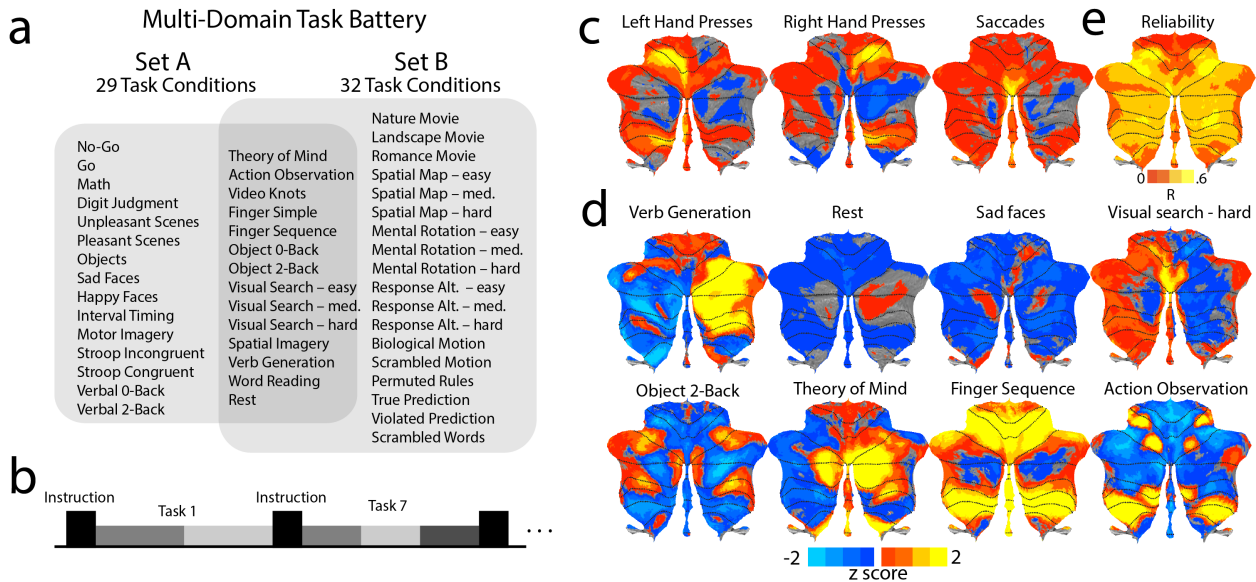 a
Multi-Domain Task Battery
Set A
29 Task Conditions
Set B
32 Task Conditions
No-Go
Go
Math
Digit Judgment
Unpleasant Scenes
Pleasant Scenes
Objects
Sad Faces
Happy Faces
Interval Timing
Motor Imagery
Stroop Incongruent
Stroop Congruent
Verbal 0-Back
Verbal 2-Back
Theory of Mind
Action Observation
Video Knots
Finger Simple
Finger Sequence
Object 0-Back
Object 2-Back
Visual Search – easy
Visual Search – med.
Visual Search – hard
Spatial Imagery
Verb Generation
Word Reading
Rest
Nature Movie
Landscape Movie
Romance Movie
Spatial Map – easy
Spatial Map – med.
Spatial Map – hard
Mental Rotation – easy
Mental Rotation – med.
Mental Rotation – hard
Response Alt. – easy
Response Alt. – med.
Response Alt. – hard
Biological Motion
Scrambled Motion
Permuted Rules
True Prediction
Violated Prediction
Scrambled Words
b
Instruction
Task 1
Instruction
Task 7
...
c
Left Hand Presses
Right Hand Presses
Saccades
e
Reliability
0
.6
R
d
Verb Generation
Rest
Sad faces
Visual search - hard
Object 2-Back
Theory of Mind
Finger Sequence
Action Observation
-2
2
z score